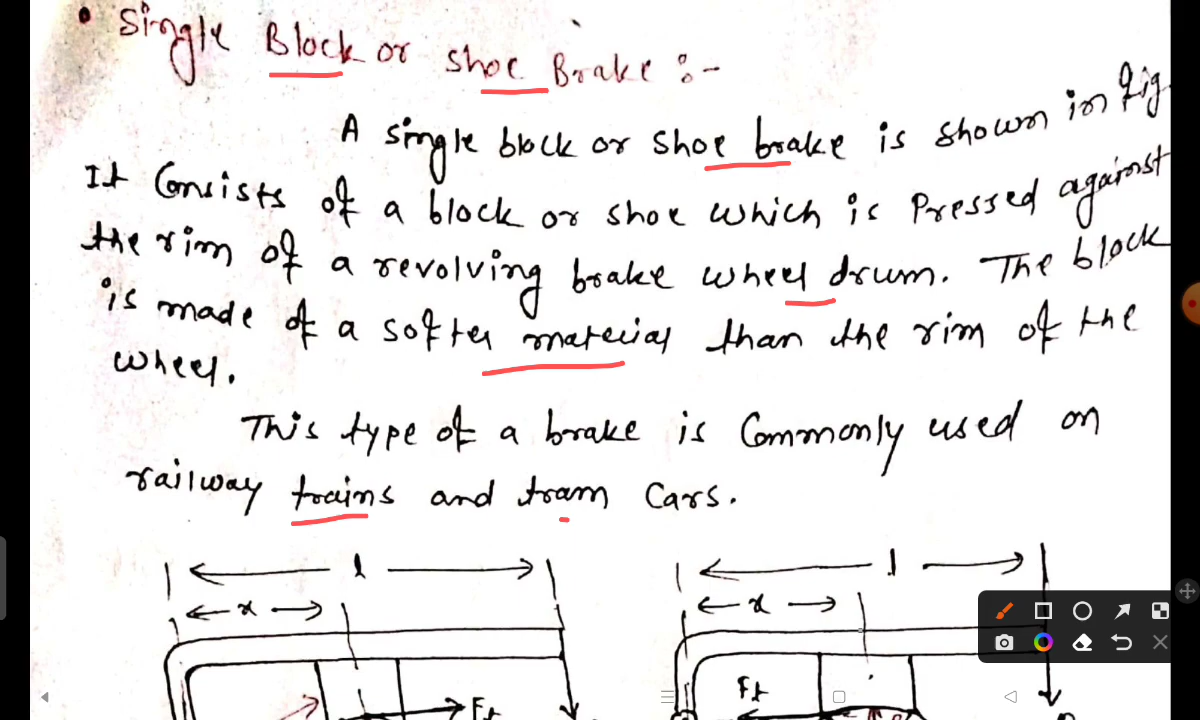 • Single Block or shoe Brake :-
A single block or shoe brake is shown in fig
It Consists of a block or shoe which is Pressed against
the rim of a revolving brake wheel drum. The block
is made of a softer material than the rim of the
wheel.
This type of a brake is Commonly used on
railway trains and tram Cars.
l l
x x
Ft Ft